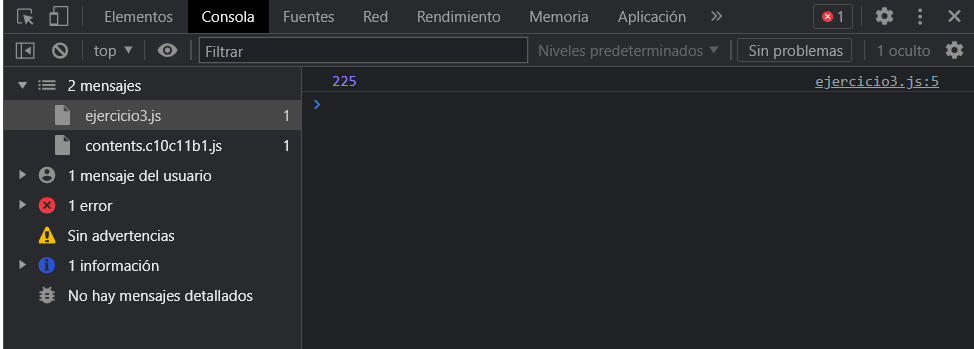 Elementos Consola Fuentes Red Rendimiento Memoria Aplicación » 1
top ▼ Filtrar Niveles predeterminados ▼ Sin problemas 1 oculto
2 mensajes
ejercicio3.js 1
contents.c10c11b1.js 1
1 mensaje del usuario
1 error
Sin advertencias
1 información
No hay mensajes detallados
225 ejercicio3.js:5